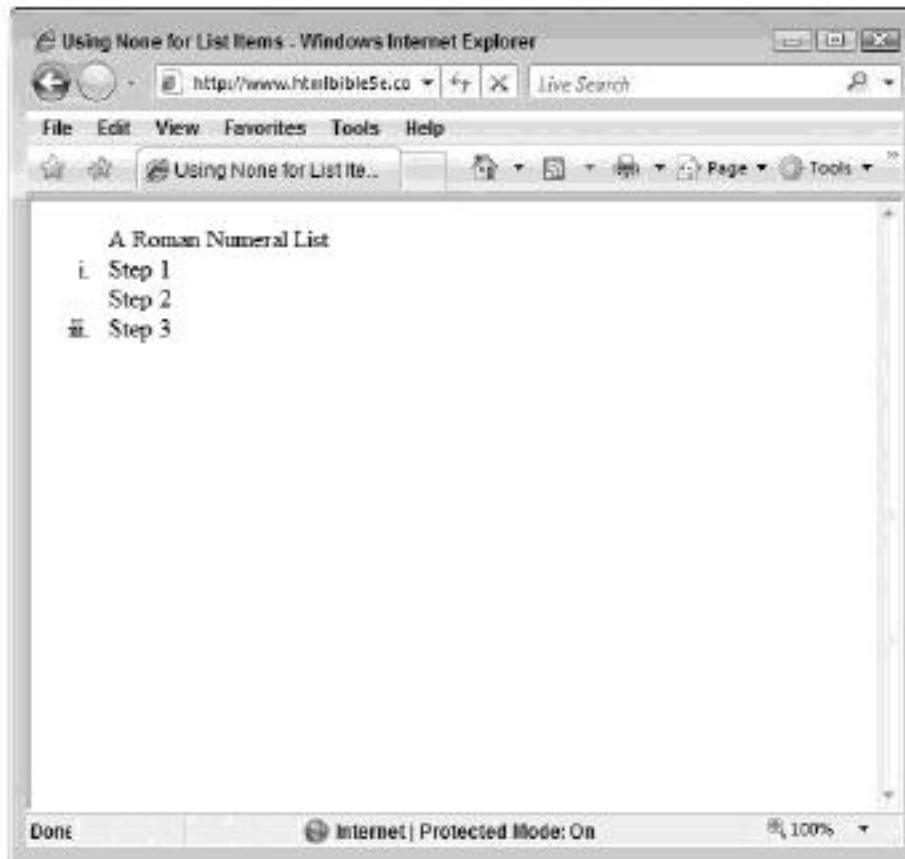 Using None for List Items - Windows Internet Explorer
http://www.htmlbible5e.co Live Search
File Edit View Favorites Tools Help
Using None for List Ite... Page Tools
A Roman Numeral List
i. Step 1
Step 2
iii. Step 3
Done Internet | Protected Mode: On 100%